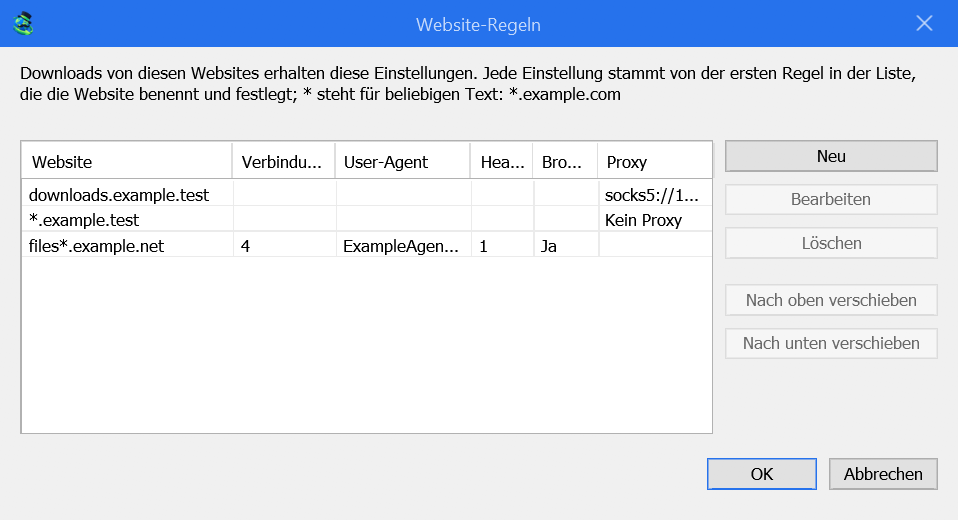 Website-Regeln
Downloads von diesen Websites erhalten diese Einstellungen. Jede Einstellung stammt von der ersten Regel in der Liste,
die die Website benennt und festlegt; * steht für beliebigen Text: *.example.com
Website Verbindu... User-Agent Hea... Bro... Proxy
downloads.example.test socks5://1...
*.example.test Kein Proxy
files*.example.net 4 ExampleAgen... 1 Ja
Neu
Bearbeiten
Löschen
Nach oben verschieben
Nach unten verschieben
OK Abbrechen